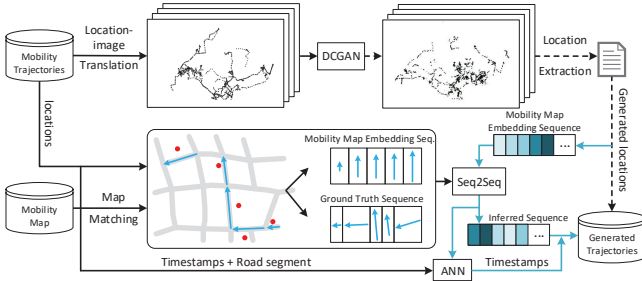 Mobility
Trajectories
Location-
image
Translation
DCGAN
Location
Extraction
locations
Generated locations
Mobility Map
Embedding Sequence
...
Mobility Map Embedding Seq.
Seq2Seq
Mobility
Map
Map
Matching
Ground Truth Sequence
Inferred Sequence
...
Generated
Trajectories
Timestamps + Road segment
ANN
Timestamps